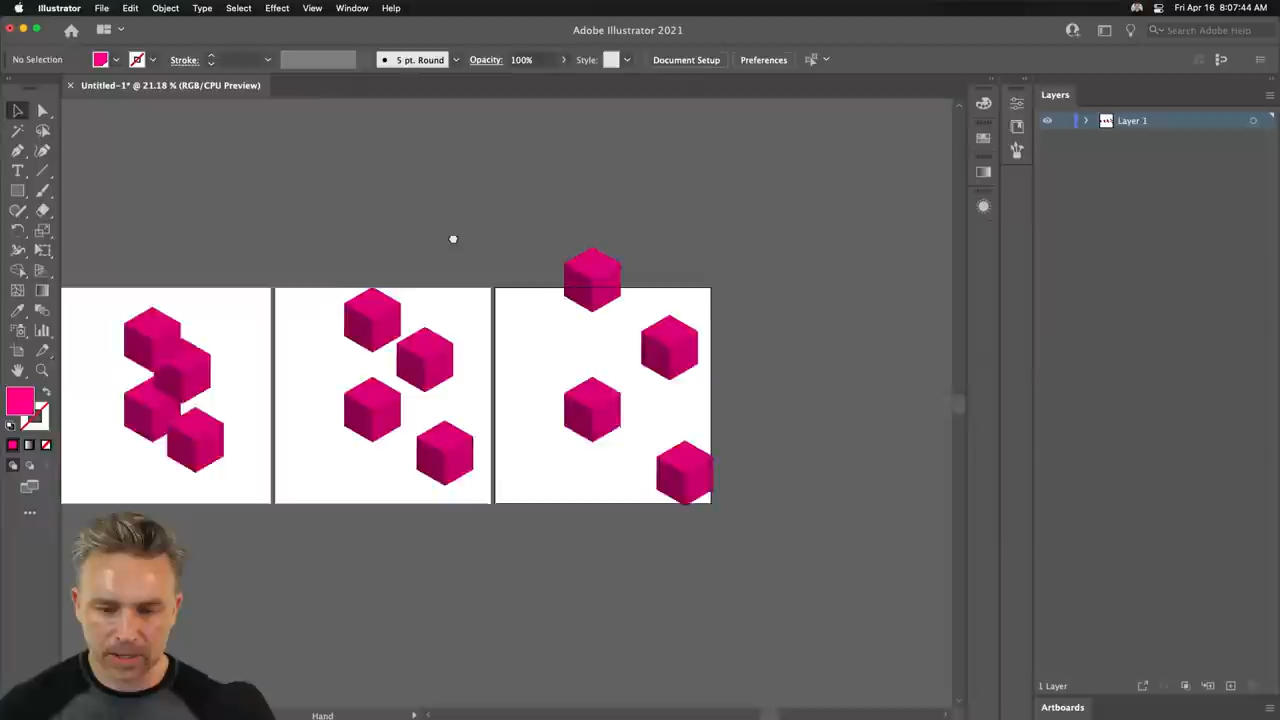 Illustrator File Edit Object Type Select Effect View Window Help Fri Apr 16 8:07:44 AM
Adobe Illustrator 2021
Search Adobe Help
No Selection Stroke: 5 pt. Round Opacity: 100% Style: Document Setup Preferences
× Untitled-1* @ 21.18 % (RGB/CPU Preview)
Layers
Layer 1
1 Layer
Artboards
Hand